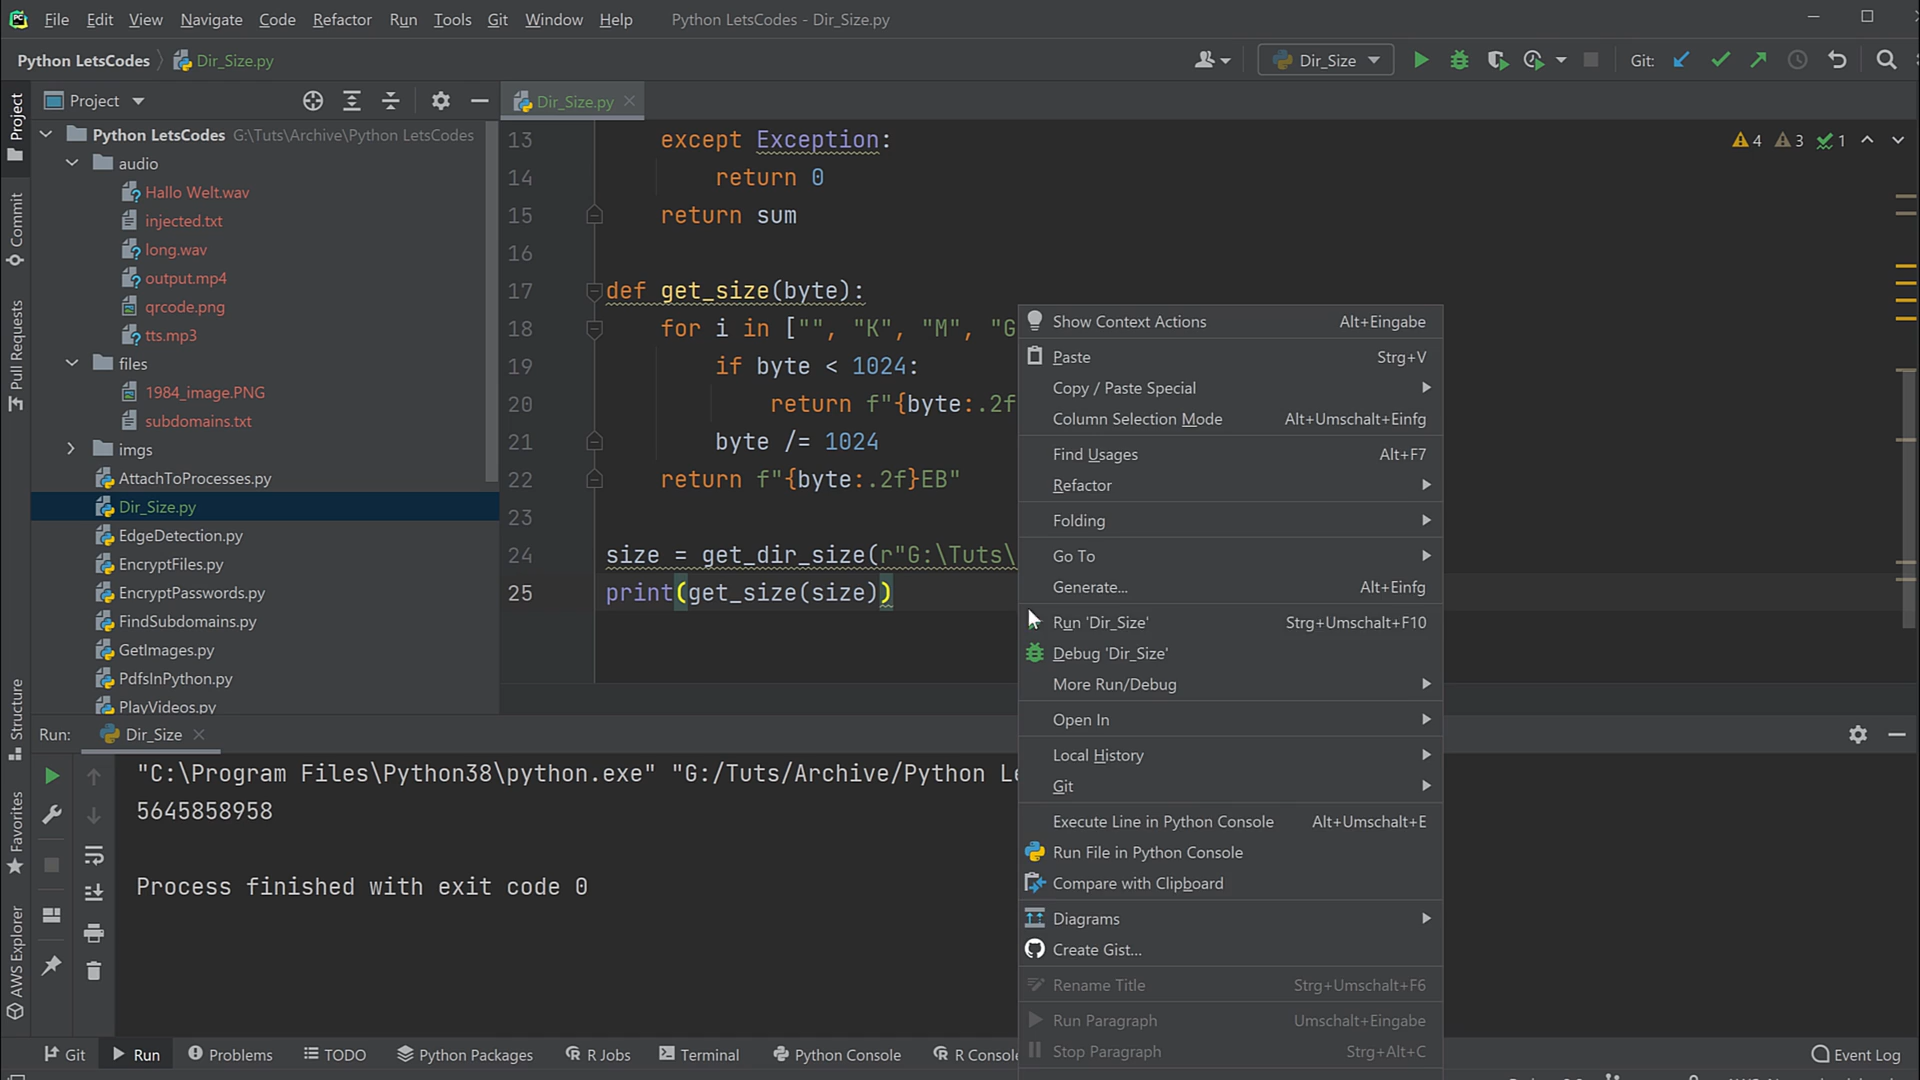 File Edit View Navigate Code Refactor Run Tools Git Window Help Python LetsCodes - Dir_Size.py
Python LetsCodes Dir_Size.py Dir_Size Git:
Project
Python LetsCodes G:\Tuts\Archive\Python LetsCodes
audio
Hallo Welt.wav
injected.txt
long.wav
output.mp4
qrcode.png
tts.mp3
files
1984_image.PNG
subdomains.txt
imgs
AttachToProcesses.py
Dir_Size.py
EdgeDetection.py
EncryptFiles.py
EncryptPasswords.py
FindSubdomains.py
GetImages.py
PdfsInPython.py
PlayVideos.py
Project
Commit
Pull Requests
Structure
Favorites
AWS Explorer
Dir_Size.py
4 3 1
13 except Exception:
14 return 0
15 return sum
16
17 def get_size(byte):
18 for i in ["", "K", "M", "G
19 if byte < 1024:
20 return f"{byte:.2f
21 byte /= 1024
22 return f"{byte:.2f}EB"
23
24 size = get_dir_size(r"G:\Tuts\
25 print(get_size(size))
Show Context Actions Alt+Eingabe
Paste Strg+V
Copy / Paste Special
Column Selection Mode Alt+Umschalt+Einfg
Find Usages Alt+F7
Refactor
Folding
Go To
Generate... Alt+Einfg
Run 'Dir_Size' Strg+Umschalt+F10
Debug 'Dir_Size'
More Run/Debug
Open In
Local History
Git
Execute Line in Python Console Alt+Umschalt+E
Run File in Python Console
Compare with Clipboard
Diagrams
Create Gist...
Rename Title Strg+Umschalt+F6
Run Paragraph Umschalt+Eingabe
Stop Paragraph Strg+Alt+C
Run: Dir_Size
"C:\Program Files\Python38\python.exe" "G:/Tuts/Archive/Python Le
5645858958
Process finished with exit code 0
Git Run Problems TODO Python Packages R Jobs Terminal Python Console R Console Event Log